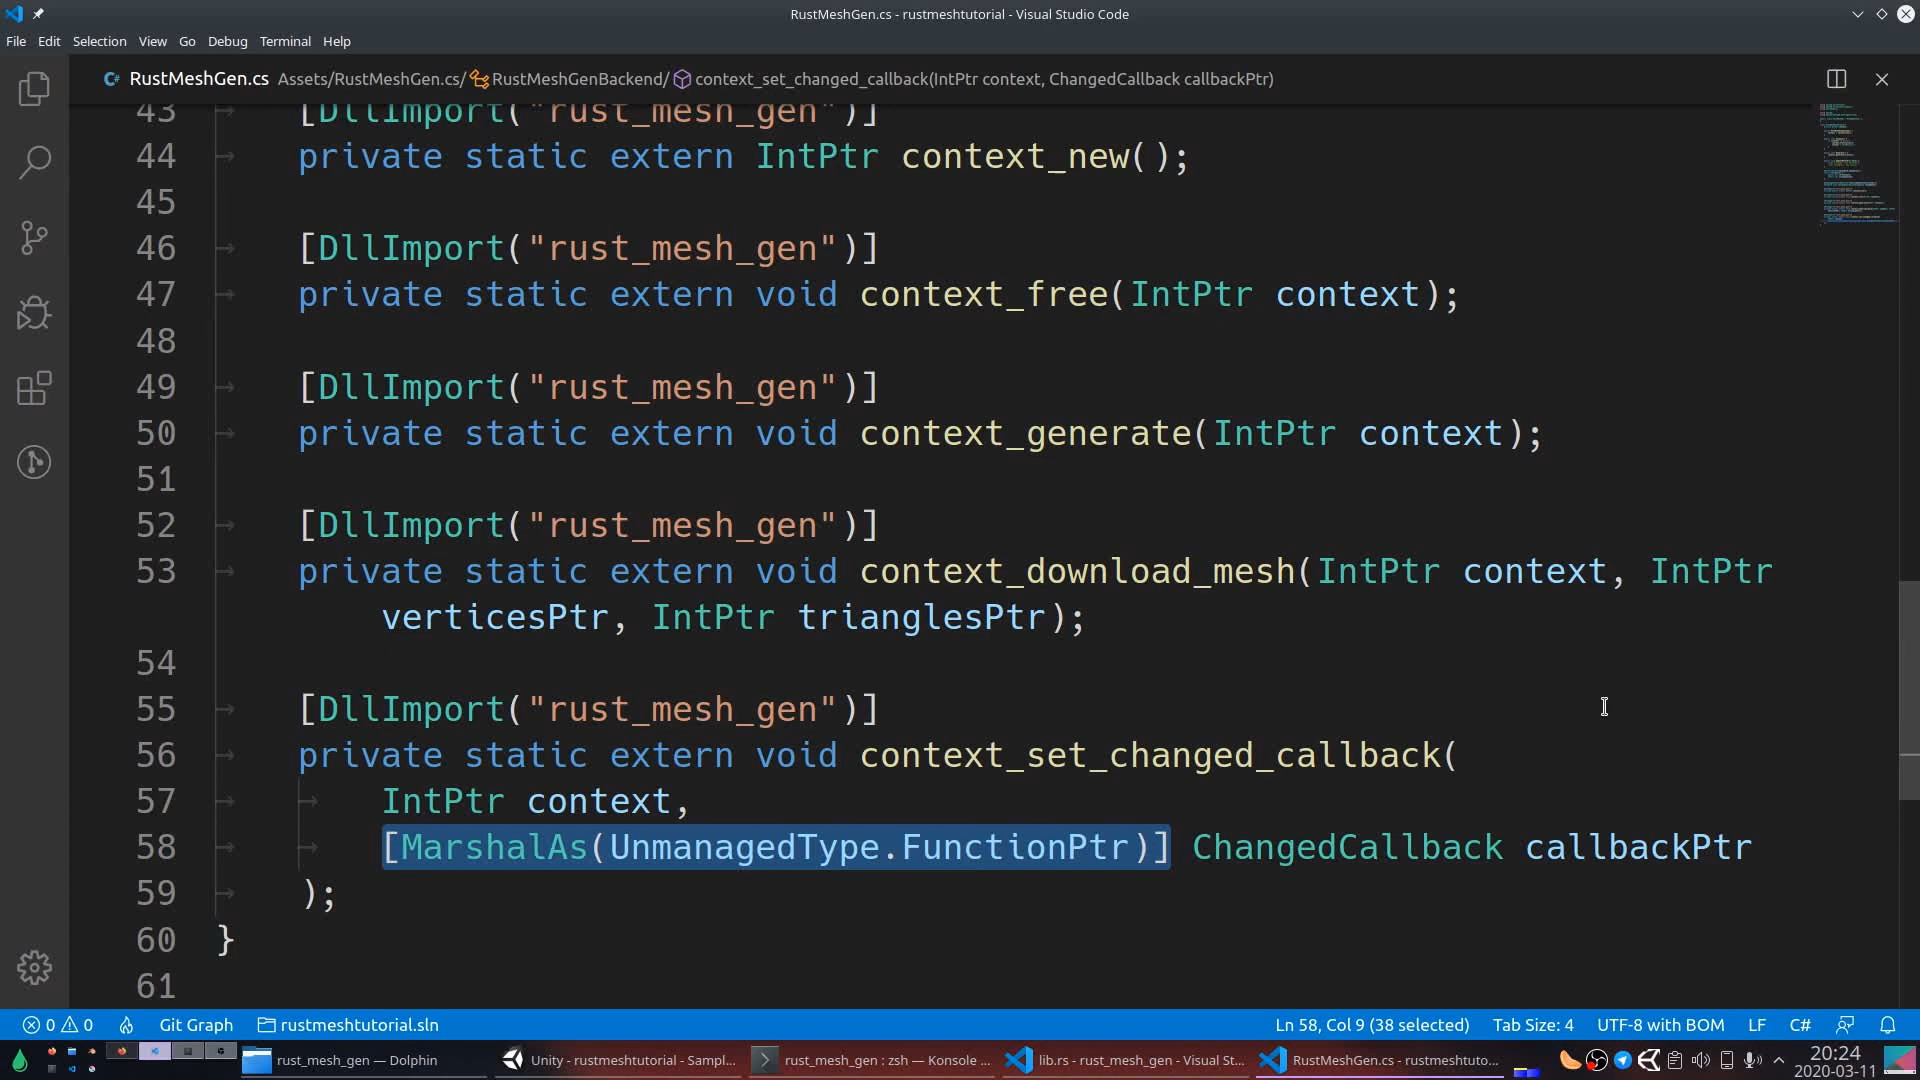 RustMeshGen.cs - rustmeshtutorial - Visual Studio Code
File Edit Selection View Go Debug Terminal Help
C# RustMeshGen.cs Assets/RustMeshGen.cs/ RustMeshGenBackend/ context_set_changed_callback(IntPtr context, ChangedCallback callbackPtr)
43 [DllImport("rust_mesh_gen")]
44 private static extern IntPtr context_new();
45
46 [DllImport("rust_mesh_gen")]
47 private static extern void context_free(IntPtr context);
48
49 [DllImport("rust_mesh_gen")]
50 private static extern void context_generate(IntPtr context);
51
52 [DllImport("rust_mesh_gen")]
53 private static extern void context_download_mesh(IntPtr context, IntPtr
verticesPtr, IntPtr trianglesPtr);
54
55 [DllImport("rust_mesh_gen")]
56 private static extern void context_set_changed_callback(
57 IntPtr context,
58 [MarshalAs(UnmanagedType.FunctionPtr)] ChangedCallback callbackPtr
59 );
60 }
61
0 0 Git Graph rustmeshtutorial.sln Ln 58, Col 9 (38 selected) Tab Size: 4 UTF-8 with BOM LF C#
rust_mesh_gen — Dolphin Unity - rustmeshtutorial - Sampl... rust_mesh_gen : zsh — Konsole ... lib.rs - rust_mesh_gen - Visual St... RustMeshGen.cs - rustmeshtuto... 20:24
2020-03-11